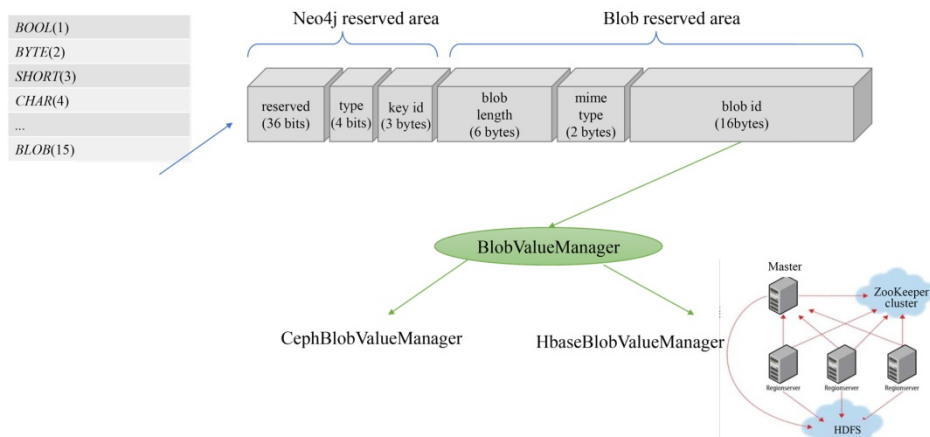 Neo4j reserved area
Blob reserved area
BOOL(1)
BYTE(2)
SHORT(3)
CHAR(4)
...
BLOB(15)
reserved
(36 bits)
type
(4 bits)
key id
(3 bytes)
blob
length
(6 bytes)
mime
type
(2 bytes)
blob id
(16bytes)
BlobValueManager
CephBlobValueManager
HbaseBlobValueManager
Master
ZooKeeper
cluster
Regionserver
Regionserver
Regionserver
HDFS